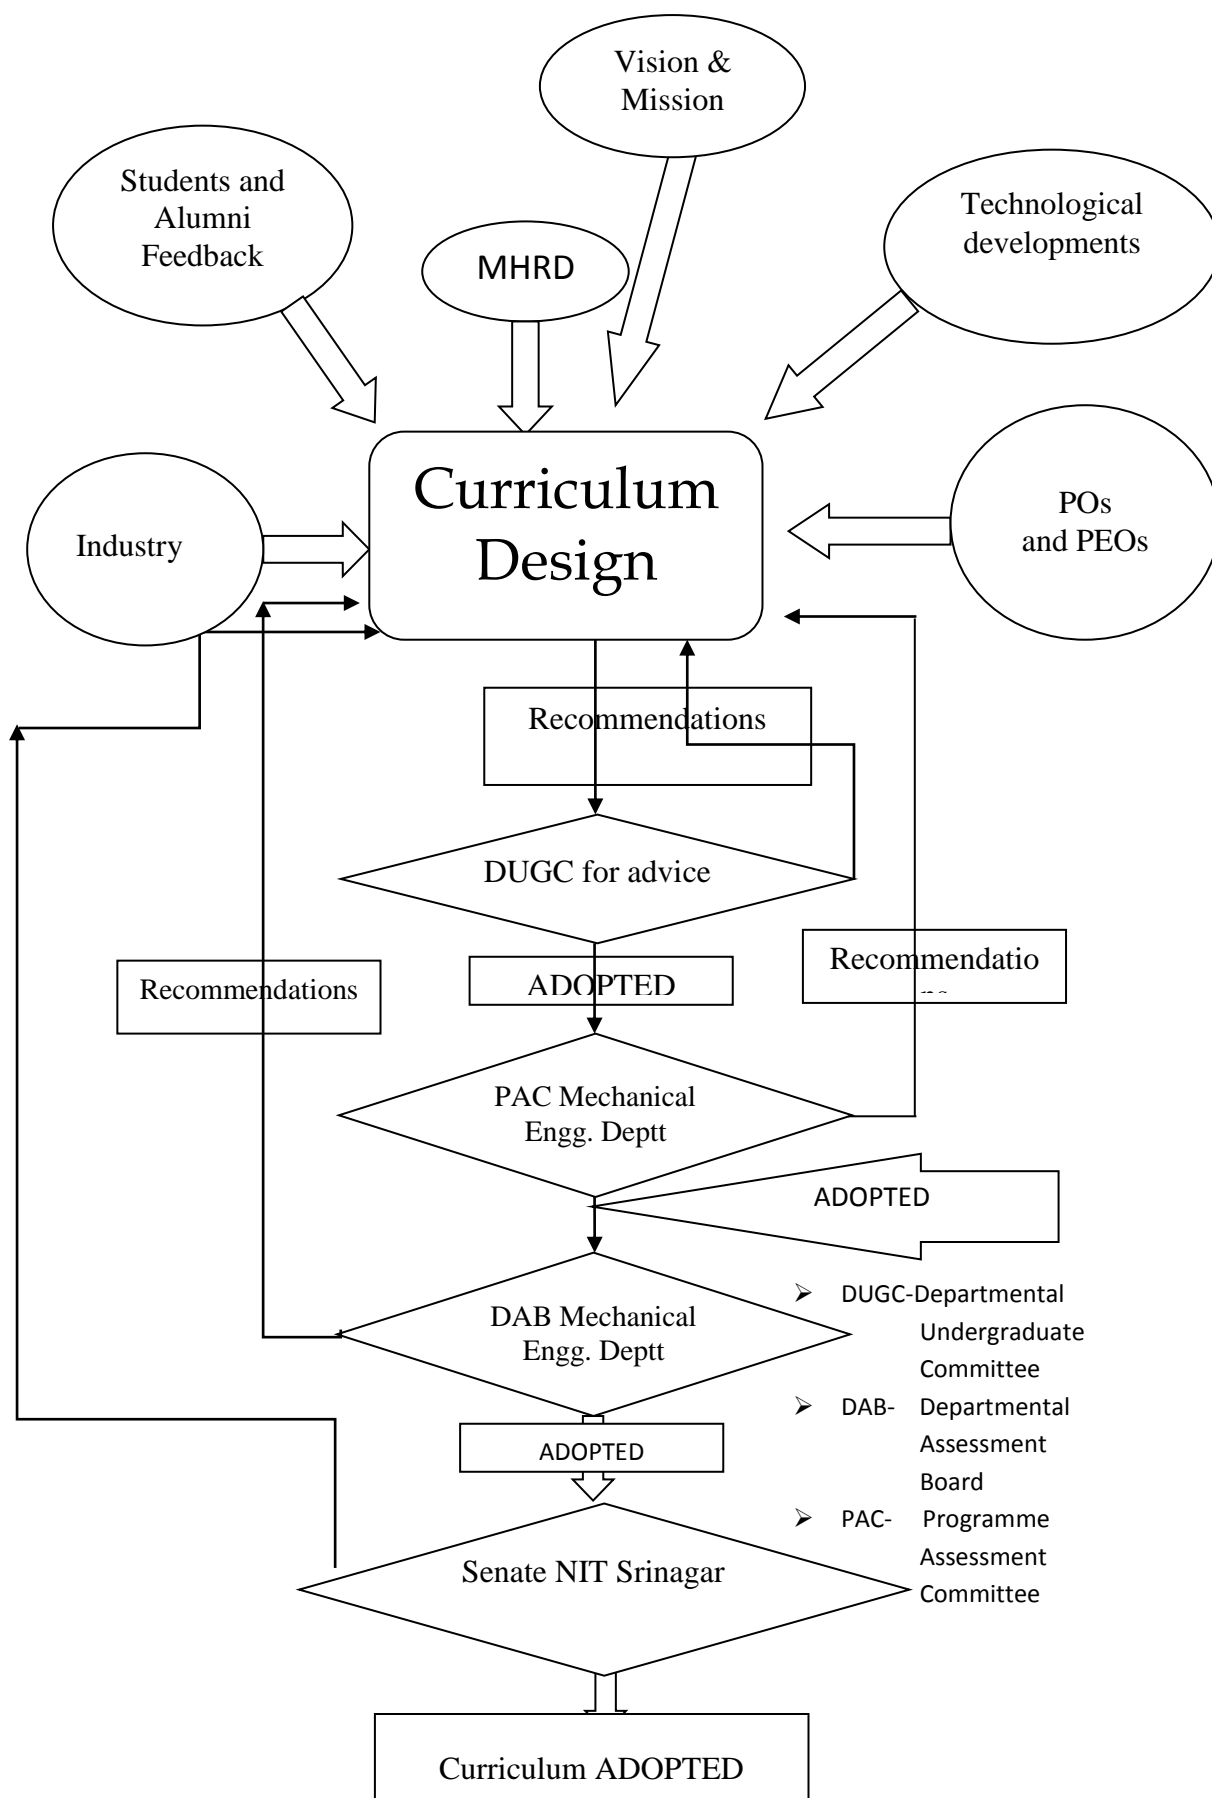 Vision &
Mission
Students and
Alumni
Feedback
Technological
developments
MHRD
Curriculum
Design
POs
and PEOs
Industry
Recommendations
DUGC for advice
ADOPTED
Recommendatio
Recommendations
PAC Mechanical
Engg. Deptt
ADOPTED
DAB Mechanical
Engg. Deptt
➢ DUGC-Departmental
Undergraduate
Committee
➢ DAB- Departmental
Assessment
Board
➢ PAC- Programme
Assessment
Committee
ADOPTED
Senate NIT Srinagar
Curriculum ADOPTED